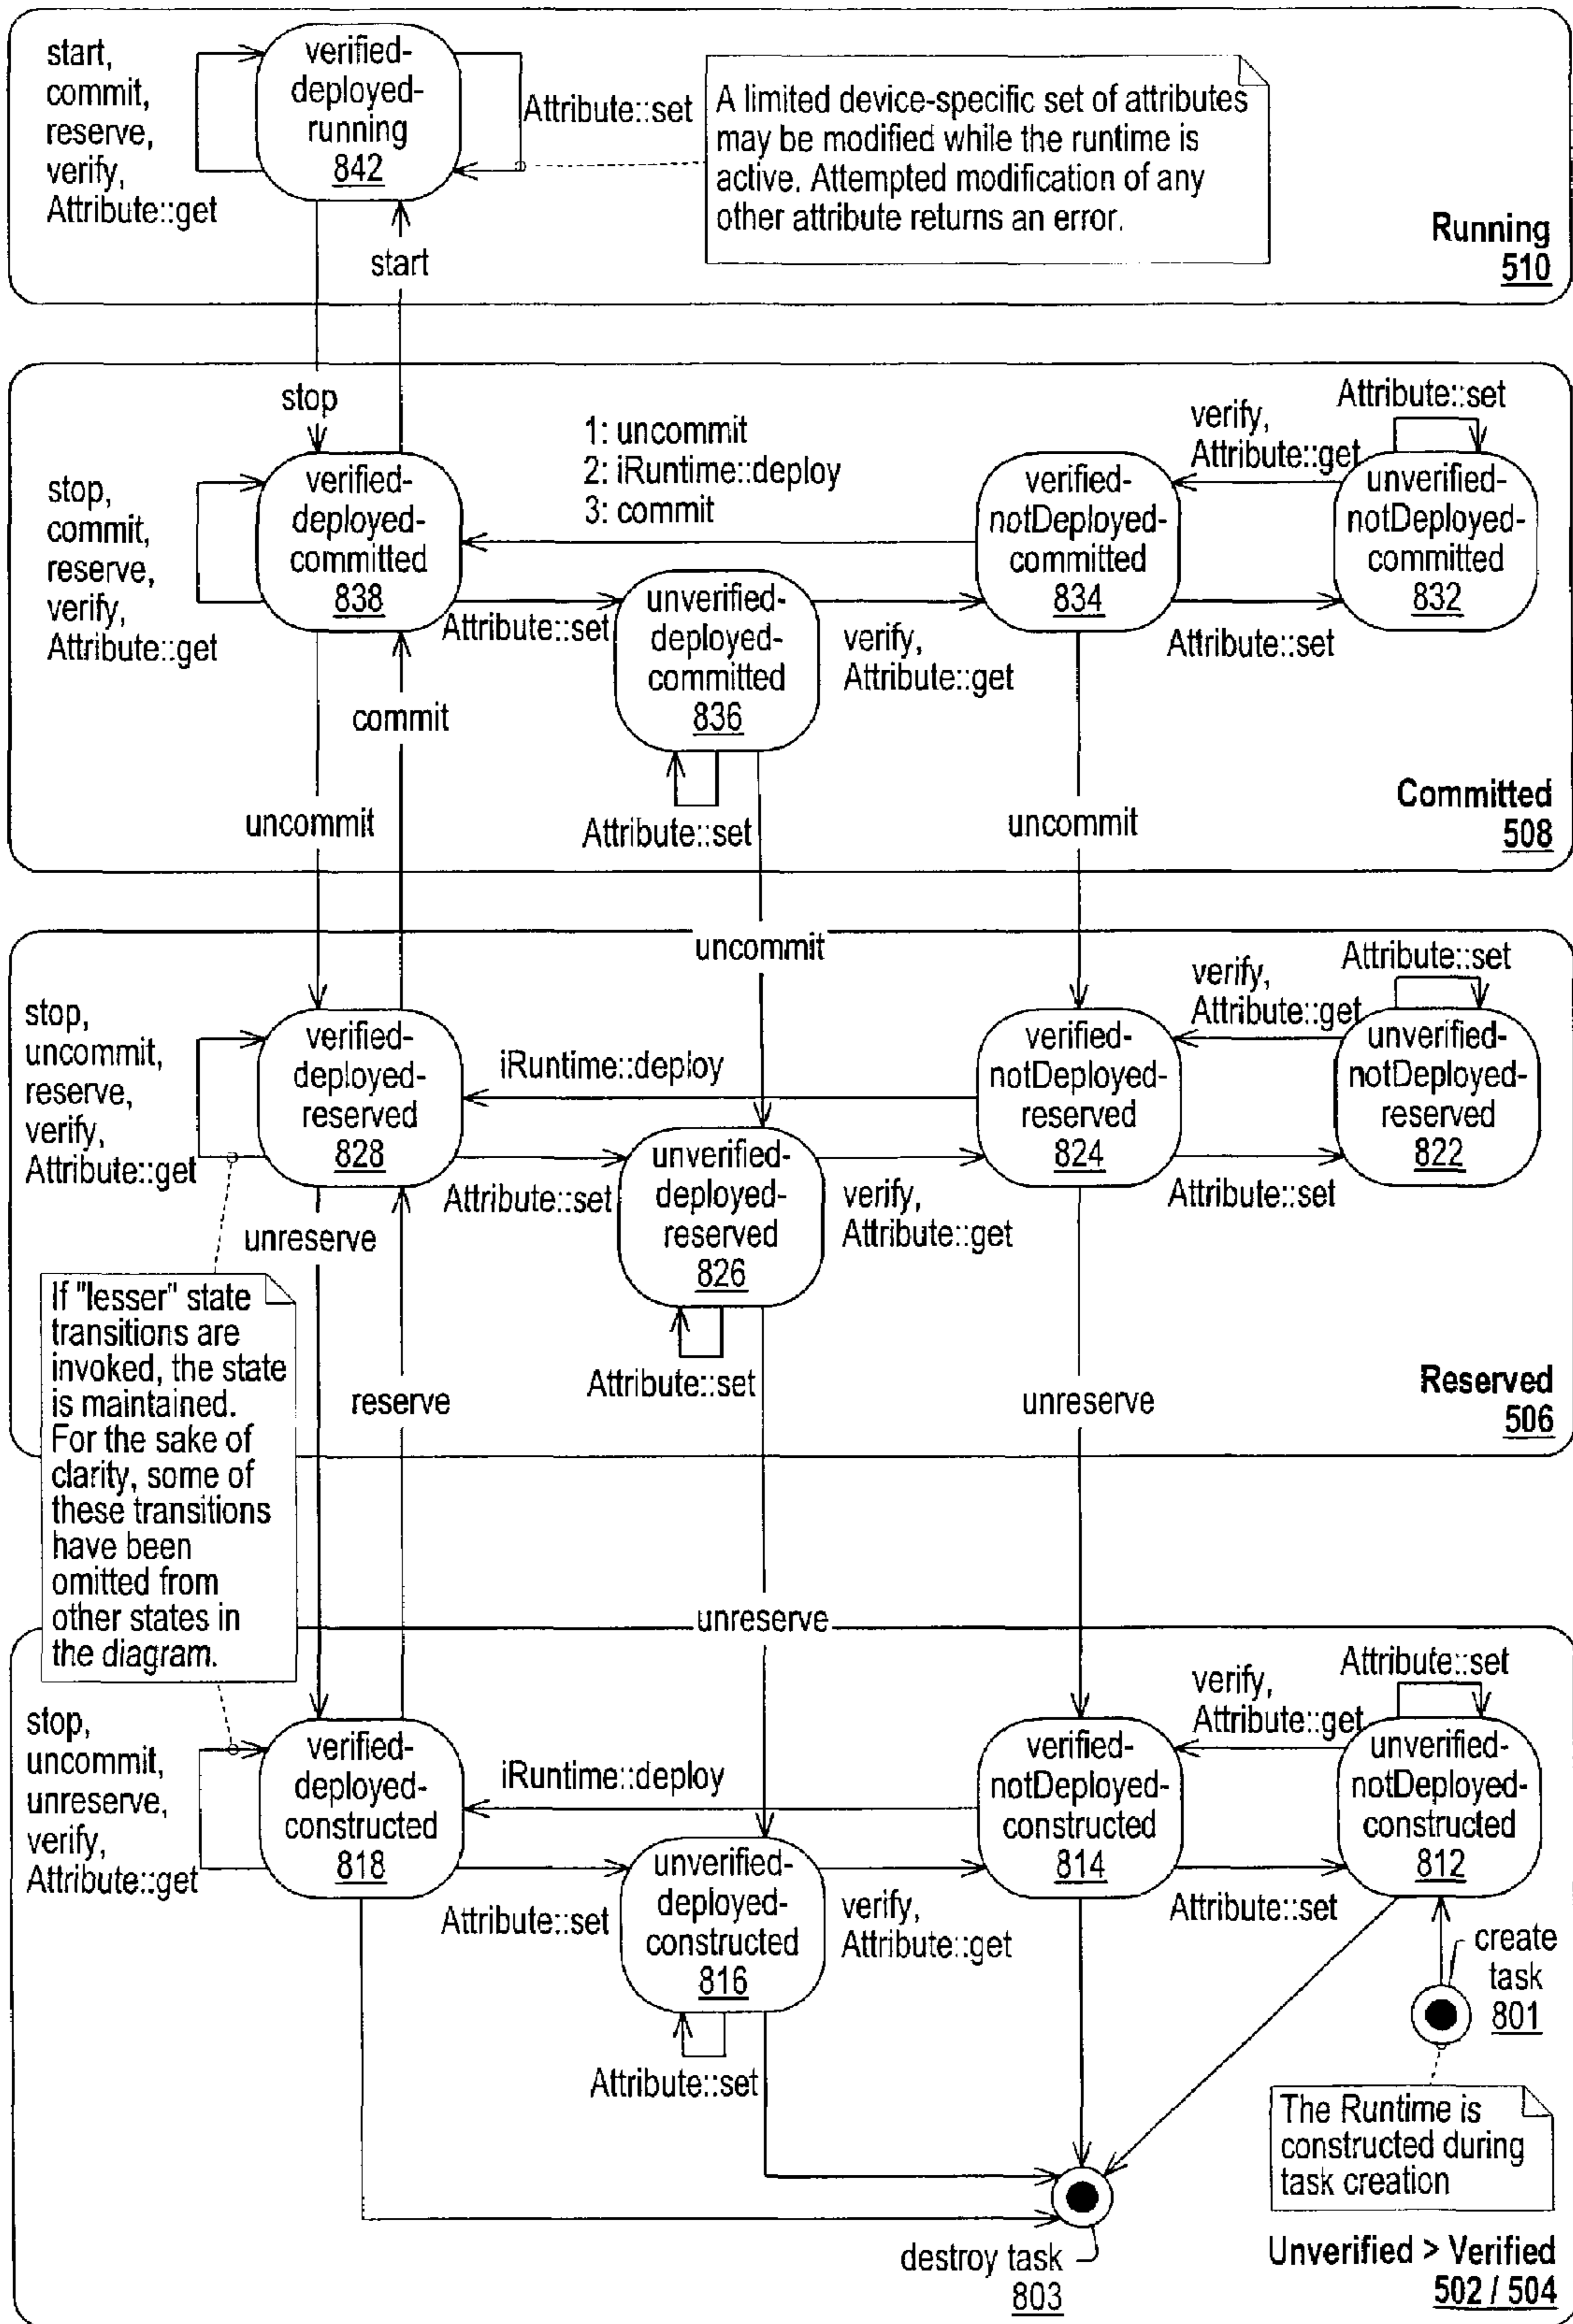 start,
commit,
reserve,
verify,
Attribute::get
verified-
deployed-
running
842
Attribute::set
A limited device-specific set of attributes
may be modified while the runtime is
active. Attempted modification of any
other attribute returns an error.
Running
510
start
stop
stop,
commit,
reserve,
verify,
Attribute::get
verified-
deployed-
committed
838
1: uncommit
2: iRuntime::deploy
3: commit
Attribute::set
unverified-
deployed-
committed
836
Attribute::set
verify,
Attribute::get
verified-
notDeployed-
committed
834
verify,
Attribute::get
Attribute::set
Attribute::set
unverified-
notDeployed-
committed
832
commit
uncommit
uncommit
Committed
508
uncommit
stop,
uncommit,
reserve,
verify,
Attribute::get
verified-
deployed-
reserved
828
iRuntime::deploy
Attribute::set
unverified-
deployed-
reserved
826
Attribute::set
verify,
Attribute::get
verified-
notDeployed-
reserved
824
verify,
Attribute::get
Attribute::set
Attribute::set
unverified-
notDeployed-
reserved
822
unreserve
If "lesser" state
transitions are
invoked, the state
is maintained.
For the sake of
clarity, some of
these transitions
have been
omitted from
other states in
the diagram.
reserve
unreserve
Reserved
506
unreserve
stop,
uncommit,
unreserve,
verify,
Attribute::get
verified-
deployed-
constructed
818
iRuntime::deploy
Attribute::set
unverified-
deployed-
constructed
816
Attribute::set
verify,
Attribute::get
verified-
notDeployed-
constructed
814
verify,
Attribute::get
Attribute::set
Attribute::set
unverified-
notDeployed-
constructed
812
create
task
801
The Runtime is
constructed during
task creation
destroy task
803
Unverified > Verified
502 / 504